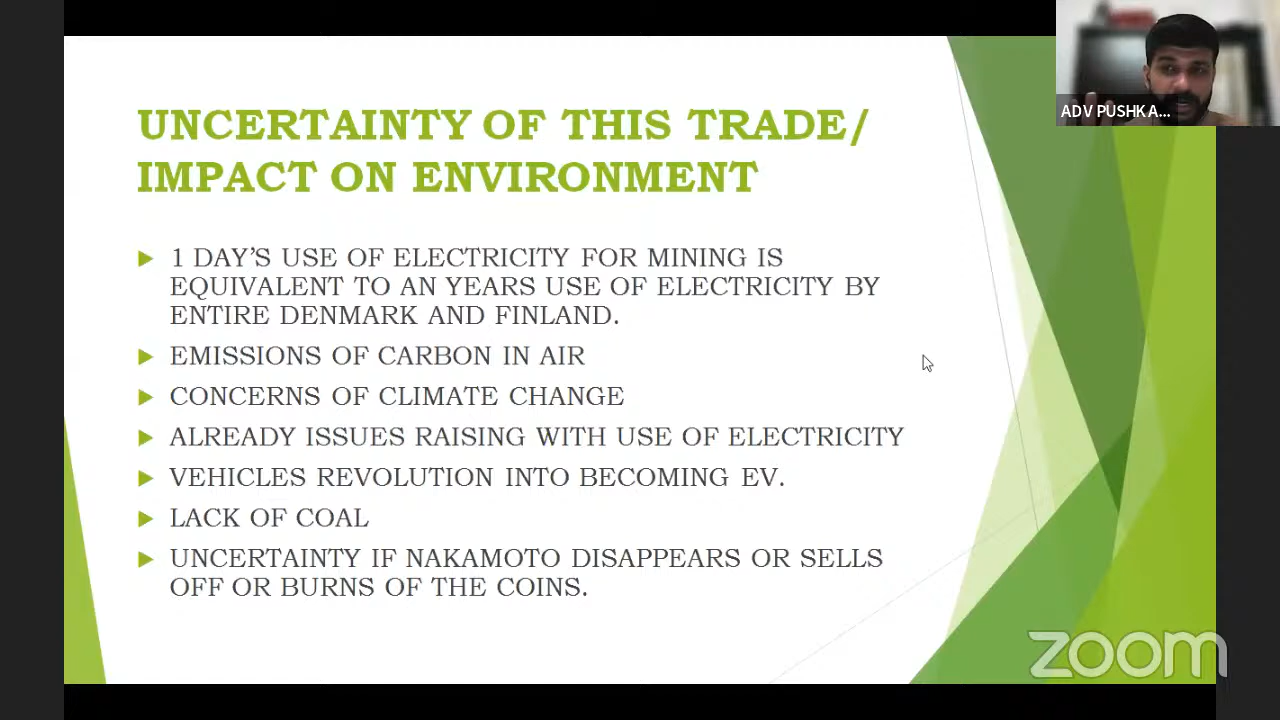 UNCERTAINTY OF THIS TRADE/
IMPACT ON ENVIRONMENT
1 DAY'S USE OF ELECTRICITY FOR MINING IS
EQUIVALENT TO AN YEARS USE OF ELECTRICITY BY
ENTIRE DENMARK AND FINLAND.
EMISSIONS OF CARBON IN AIR
CONCERNS OF CLIMATE CHANGE
ALREADY ISSUES RAISING WITH USE OF ELECTRICITY
VEHICLES REVOLUTION INTO BECOMING EV.
LACK OF COAL
UNCERTAINTY IF NAKAMOTO DISAPPEARS OR SELLS
OFF OR BURNS OF THE COINS.
ADV PUSHKA...
zoom